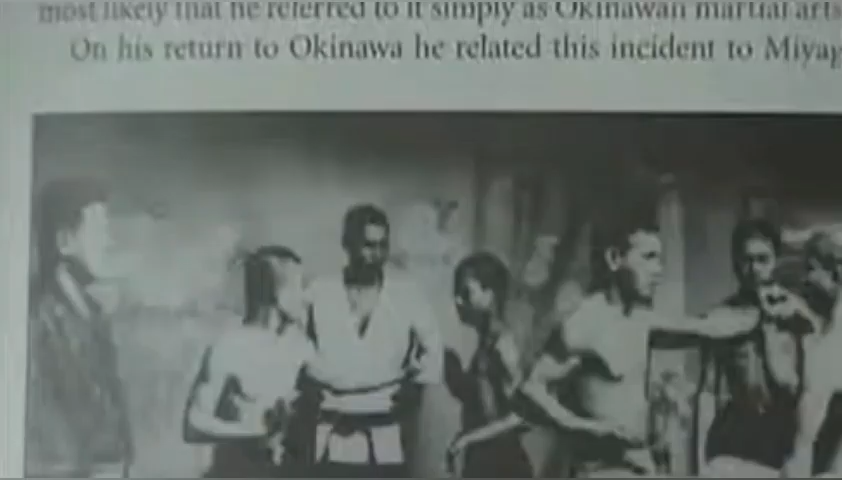 most likely that he referred to it simply as Okinawan martial arts
On his return to Okinawa he related this incident to Miyag